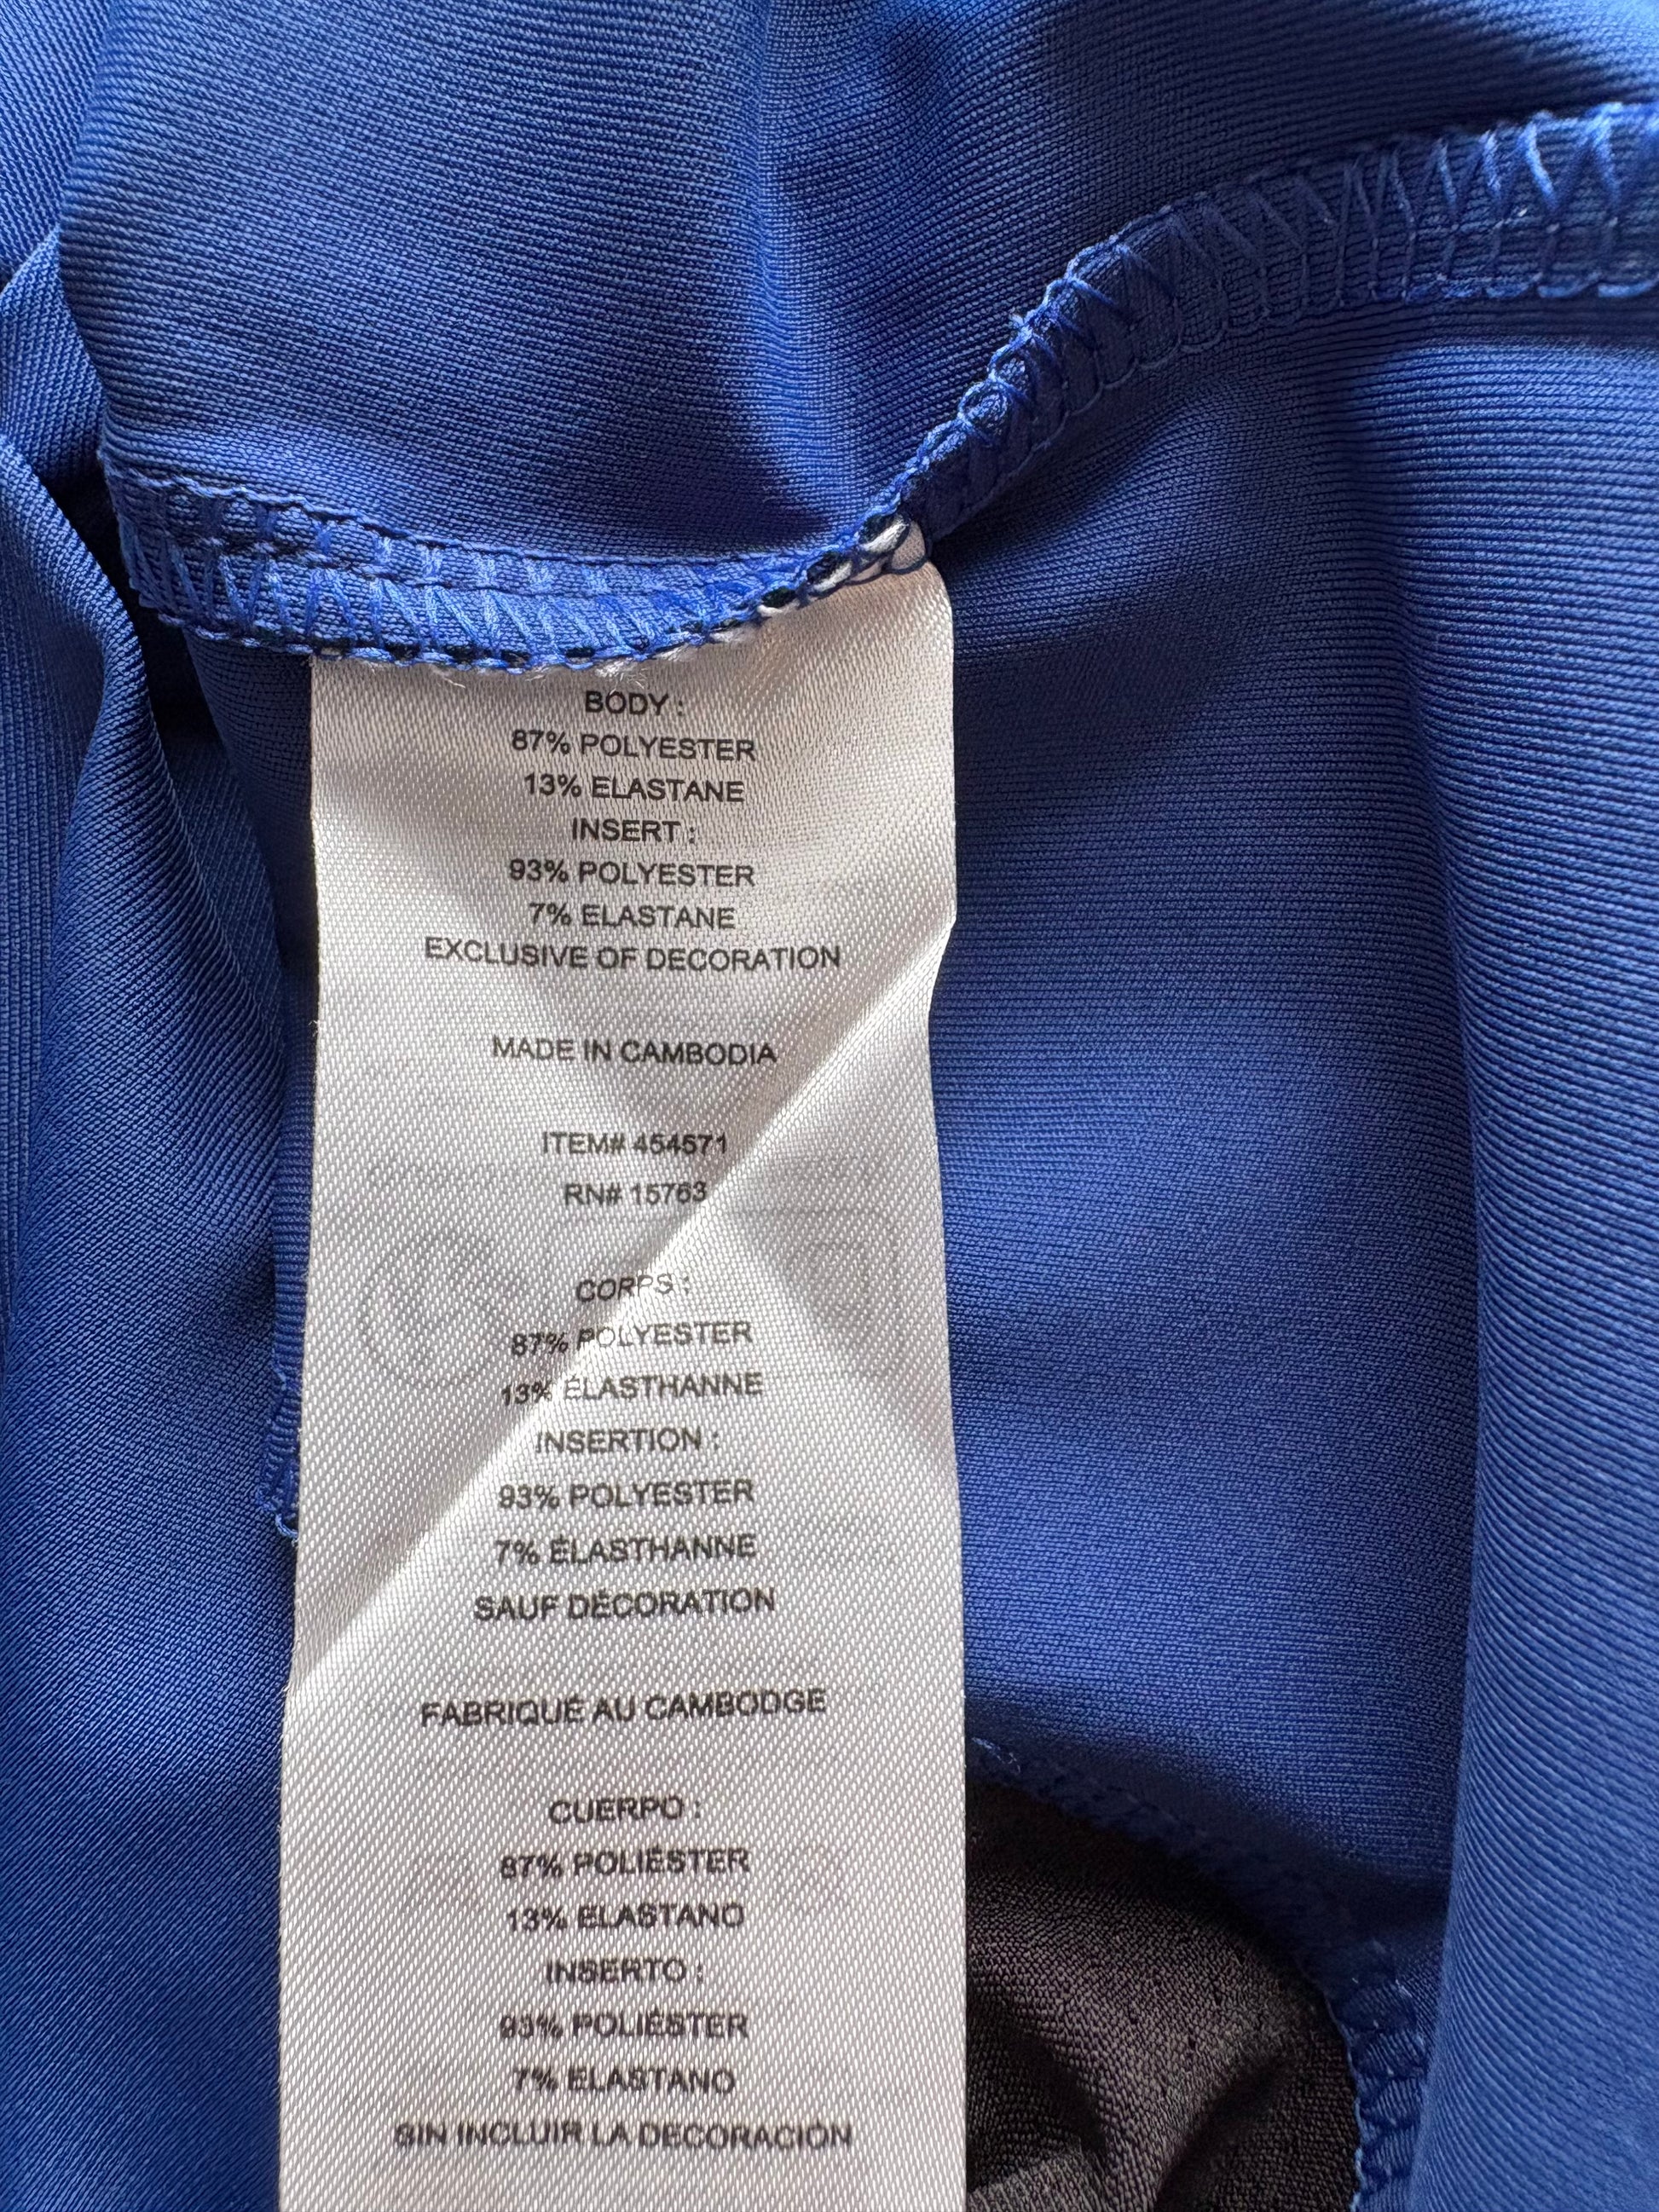 BODY :
87% POLYESTER
13% ELASTANE
INSERT :
93% POLYESTER
7% ELASTANE
EXCLUSIVE OF DECORATION
MADE IN CAMBODIA
ITEM# 454571
RN# 15763
CORPS :
87% POLYESTER
13% ÉLASTHANNE
INSERTION :
93% POLYESTER
7% ÉLASTHANNE
SAUF DÉCORATION
FABRIQUÉ AU CAMBODGE
CUERPO :
87% POLIÉSTER
13% ELASTANO
INSERTO :
93% POLIÉSTER
7% ELASTANO
SIN INCLUIR LA DECORACIÓN